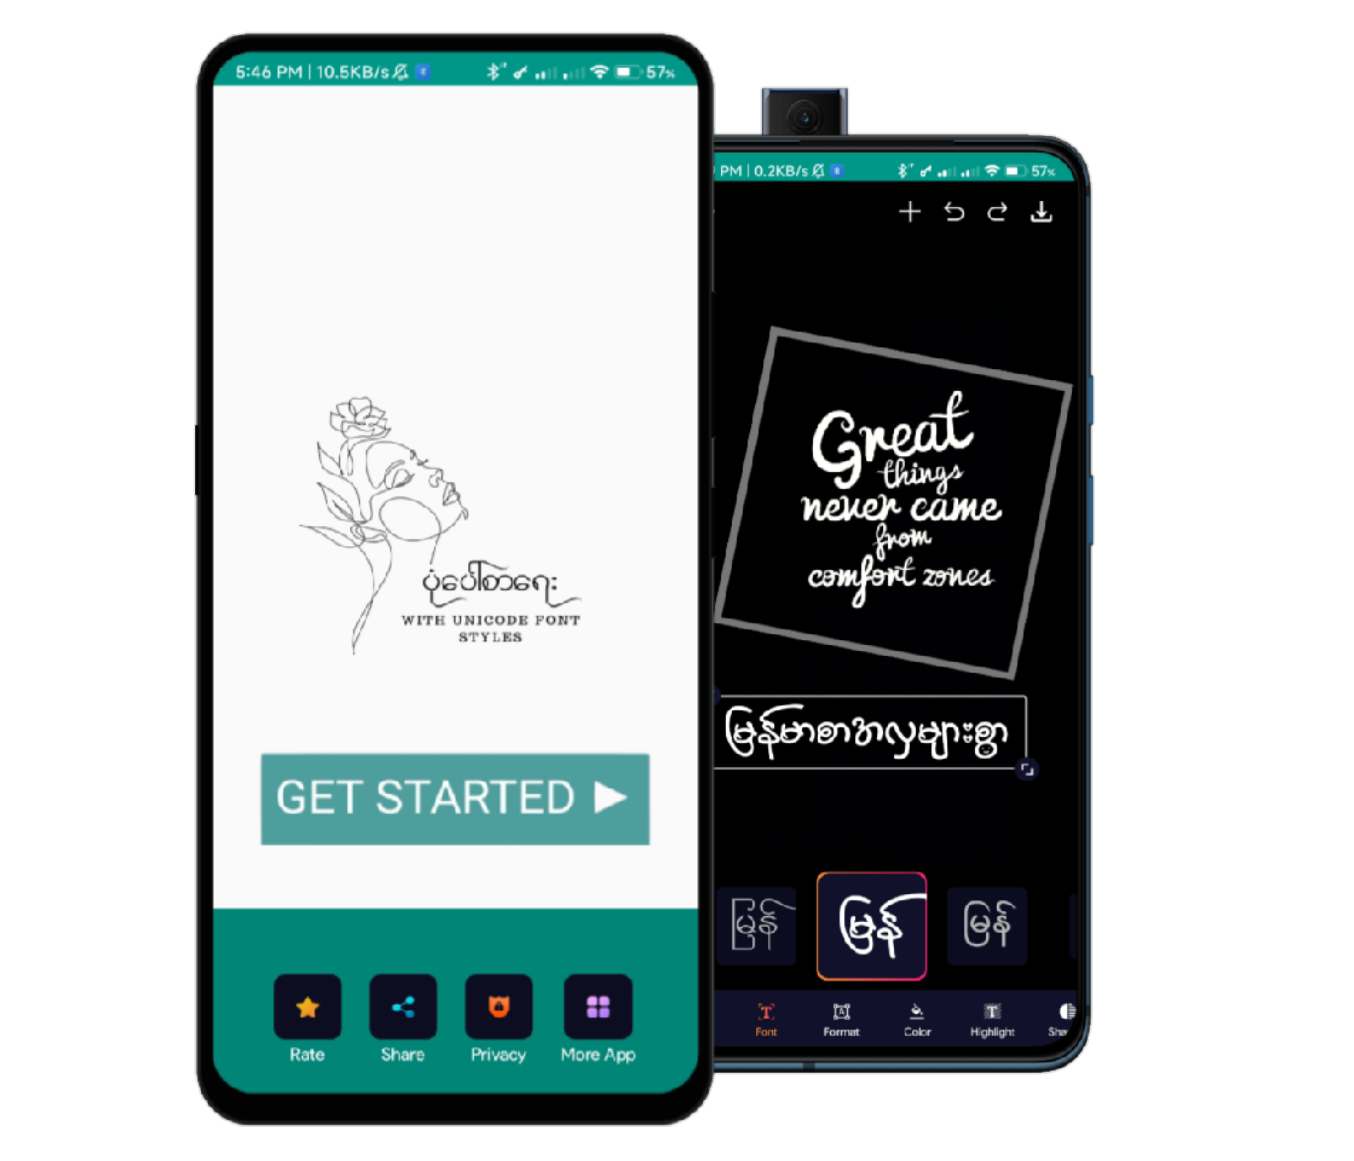 5:46 PM | 10.5KB/s
57%
ပုံပေါ်စာရေး
WITH UNICODE FONT
STYLES
GET STARTED
Rate
Share
Privacy
More App
PM | 0.2KB/s
57%
Great
things
never came
from
comfort zones
မြန်မာစာအလှများစွာ
မြန်
မြန်
မြန်
Font
Format
Color
Highlight